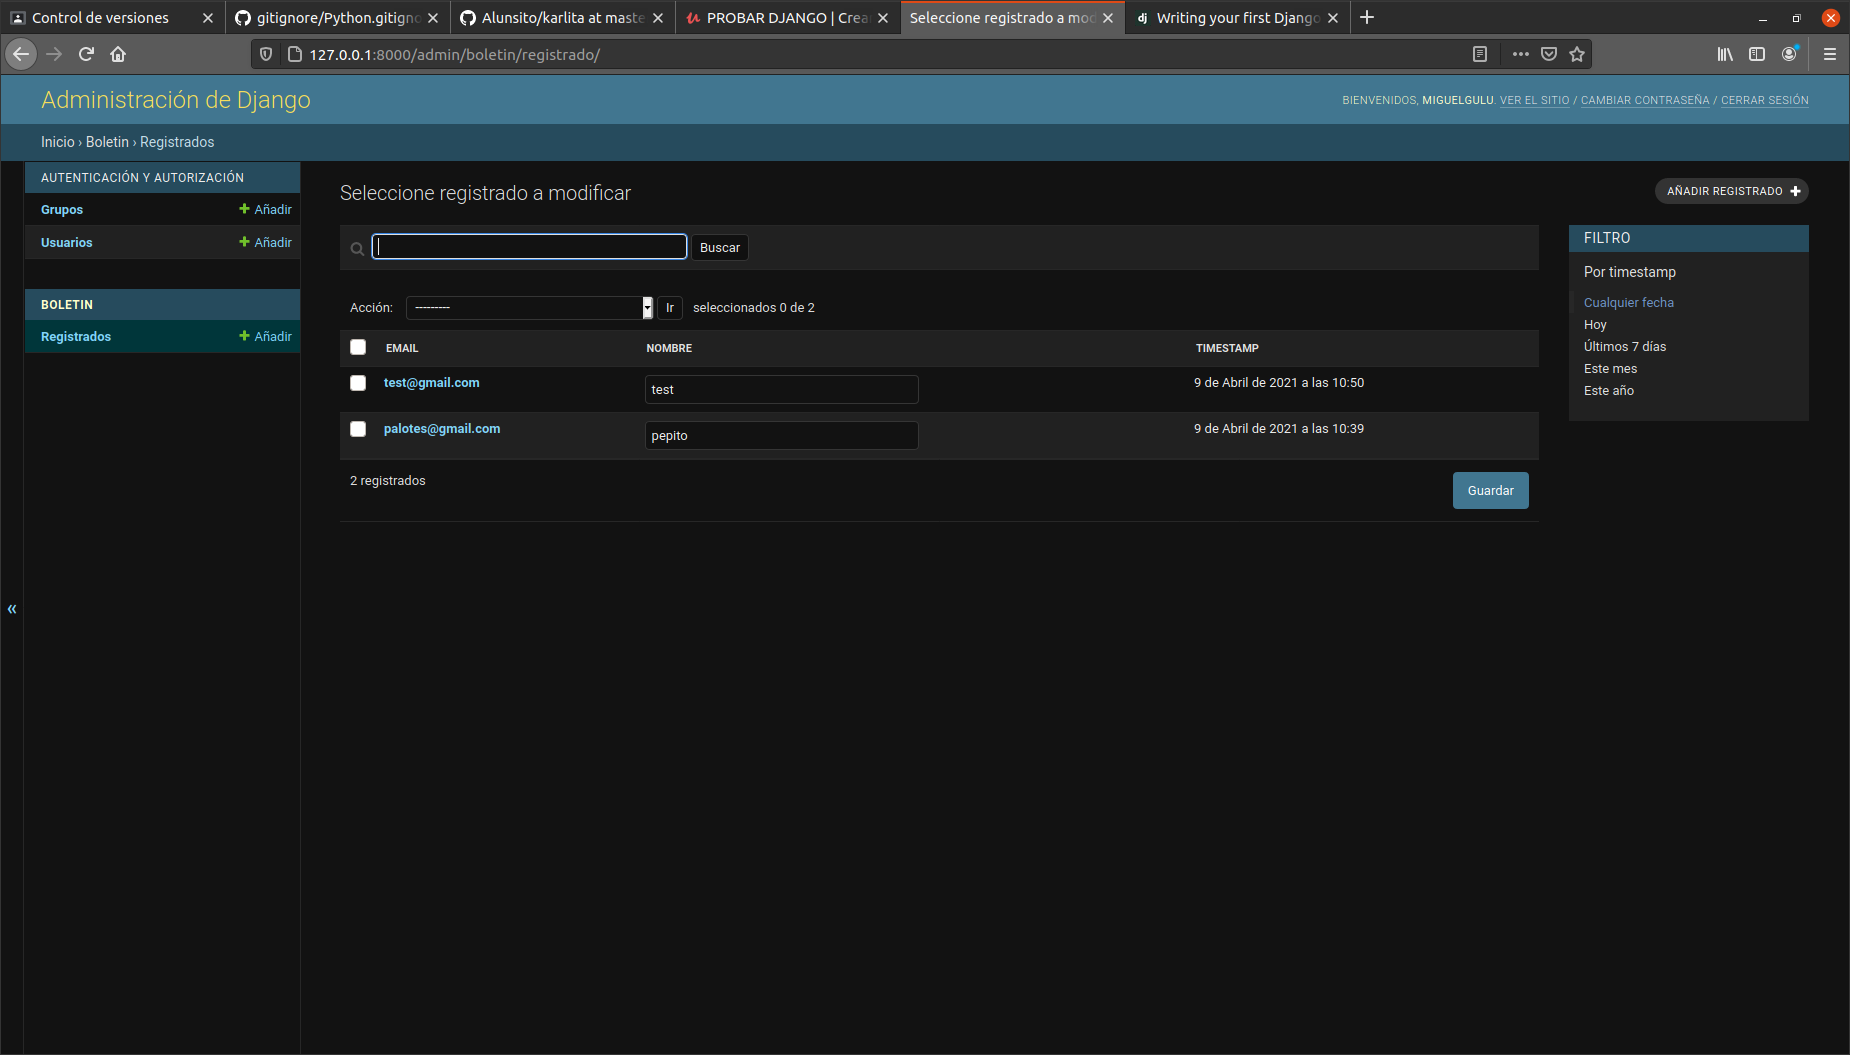 Control de versiones
gitignore/Python.gitigno
Alunsito/karlita at maste
PROBAR DJANGO | Crea
Seleccione registrado a mod
dj Writing your first Django
127.0.0.1:8000/admin/boletin/registrado/
Administración de Django
BIENVENIDOS, MIGUELGULU. VER EL SITIO / CAMBIAR CONTRASEÑA / CERRAR SESIÓN
Inicio › Boletin › Registrados
AUTENTICACIÓN Y AUTORIZACIÓN
Grupos + Añadir
Usuarios + Añadir
BOLETIN
Registrados + Añadir
«
Seleccione registrado a modificar
AÑADIR REGISTRADO +
Buscar
Acción: --------- Ir seleccionados 0 de 2
EMAIL NOMBRE TIMESTAMP
test@gmail.com test 9 de Abril de 2021 a las 10:50
palotes@gmail.com pepito 9 de Abril de 2021 a las 10:39
2 registrados
Guardar
FILTRO
Por timestamp
Cualquier fecha
Hoy
Últimos 7 días
Este mes
Este año